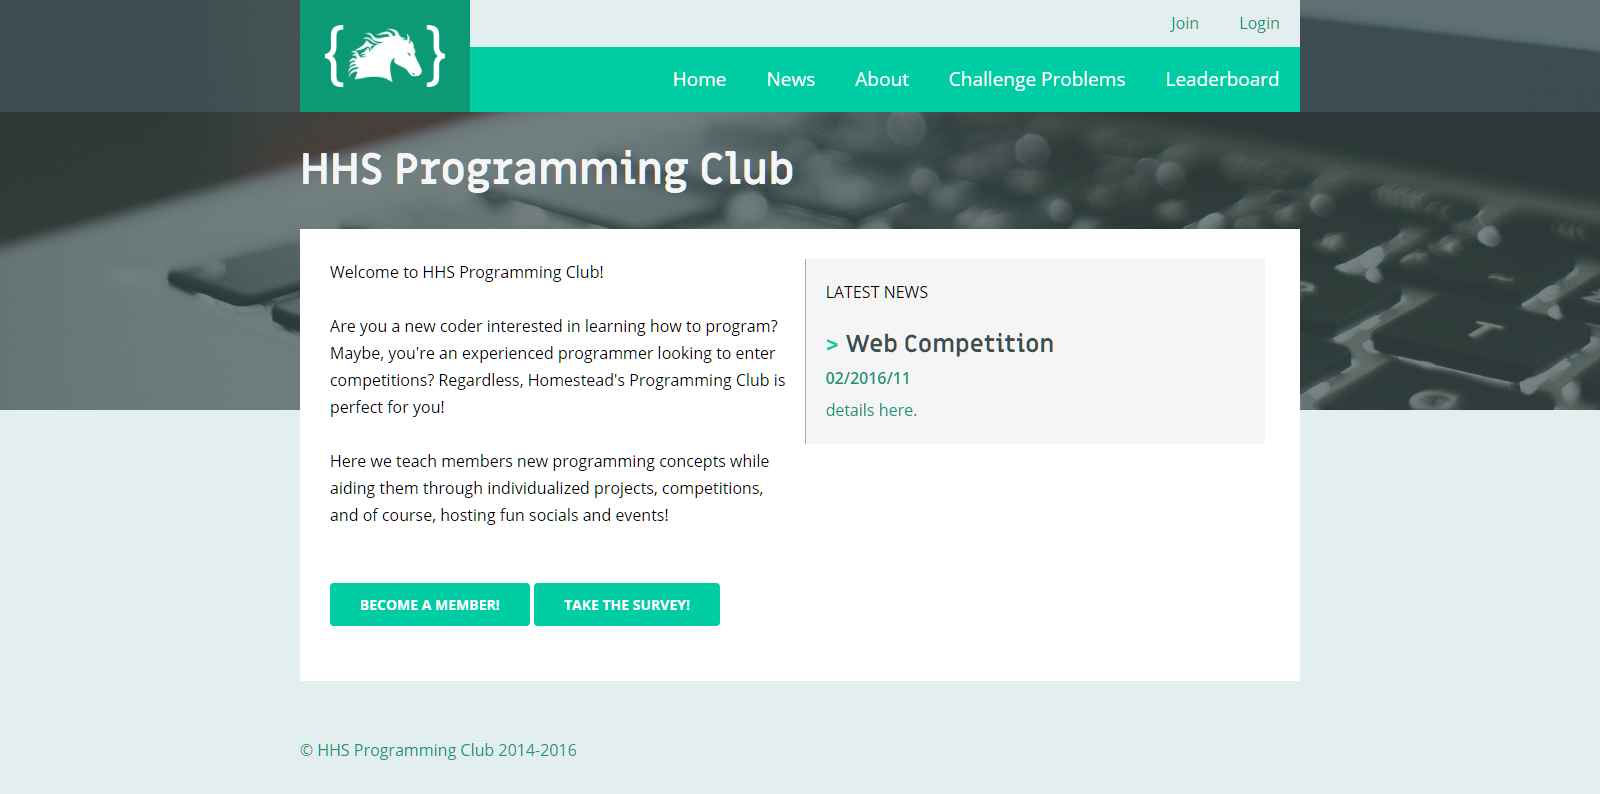 Join Login
{ }
Home News About Challenge Problems Leaderboard
HHS Programming Club
Welcome to HHS Programming Club!
Are you a new coder interested in learning how to program?
Maybe, you're an experienced programmer looking to enter
competitions? Regardless, Homestead's Programming Club is
perfect for you!
Here we teach members new programming concepts while
aiding them through individualized projects, competitions,
and of course, hosting fun socials and events!
BECOME A MEMBER! TAKE THE SURVEY!
LATEST NEWS
> Web Competition
02/2016/11
details here.
T
© HHS Programming Club 2014-2016